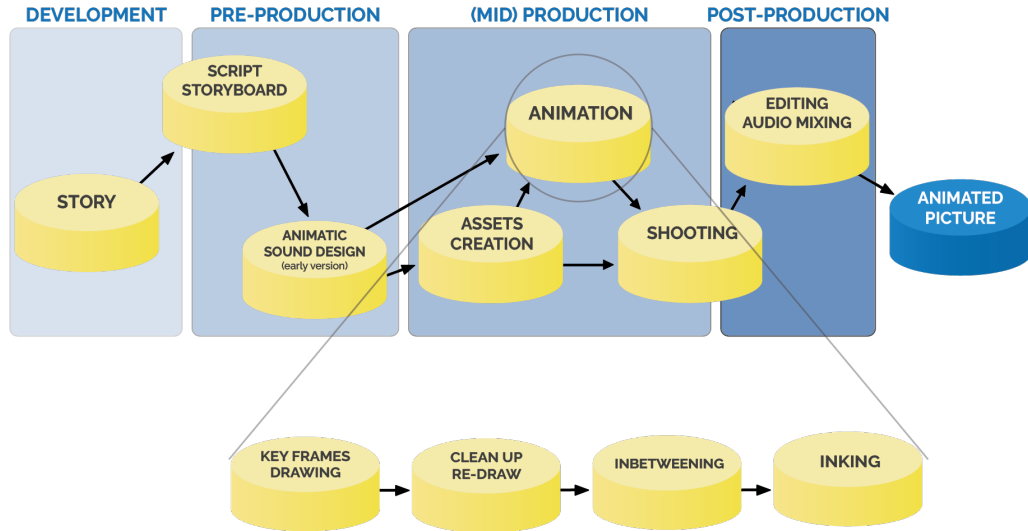 DEVELOPMENT
PRE-PRODUCTION
(MID) PRODUCTION
POST-PRODUCTION
SCRIPT
STORYBOARD
STORY
ANIMATIC
SOUND DESIGN
(early version)
ANIMATION
ASSETS
CREATION
SHOOTING
EDITING
AUDIO MIXING
ANIMATED
PICTURE
KEY FRAMES
DRAWING
CLEAN UP
RE-DRAW
INBETWEENING
INKING